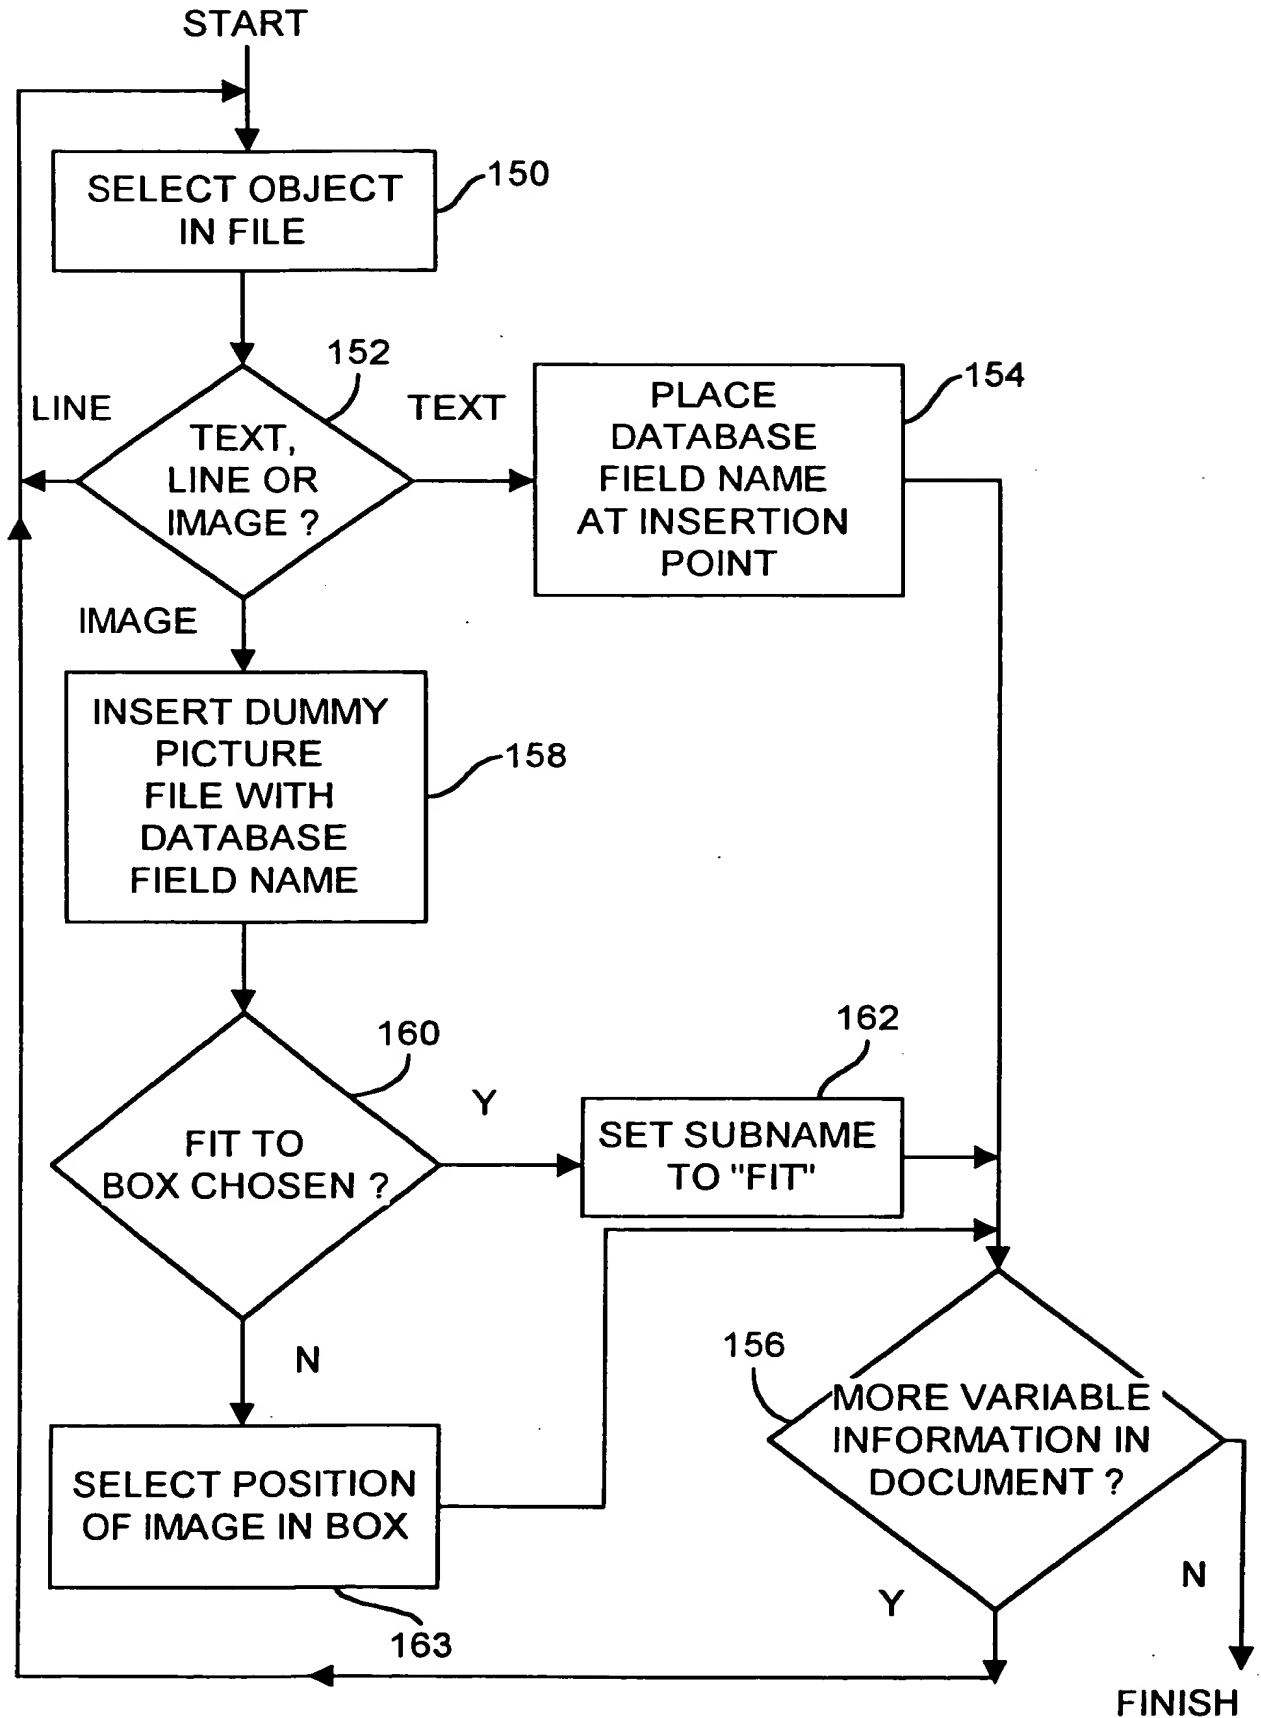 START
SELECT OBJECT
IN FILE
150
152
LINE
TEXT
TEXT,
LINE OR
IMAGE ?
PLACE
DATABASE
FIELD NAME
AT INSERTION
POINT
154
IMAGE
INSERT DUMMY
PICTURE
FILE WITH
DATABASE
FIELD NAME
158
160
FIT TO
BOX CHOSEN ?
Y
162
SET SUBNAME
TO "FIT"
N
SELECT POSITION
OF IMAGE IN BOX
163
156
MORE VARIABLE
INFORMATION IN
DOCUMENT ?
Y
N
FINISH